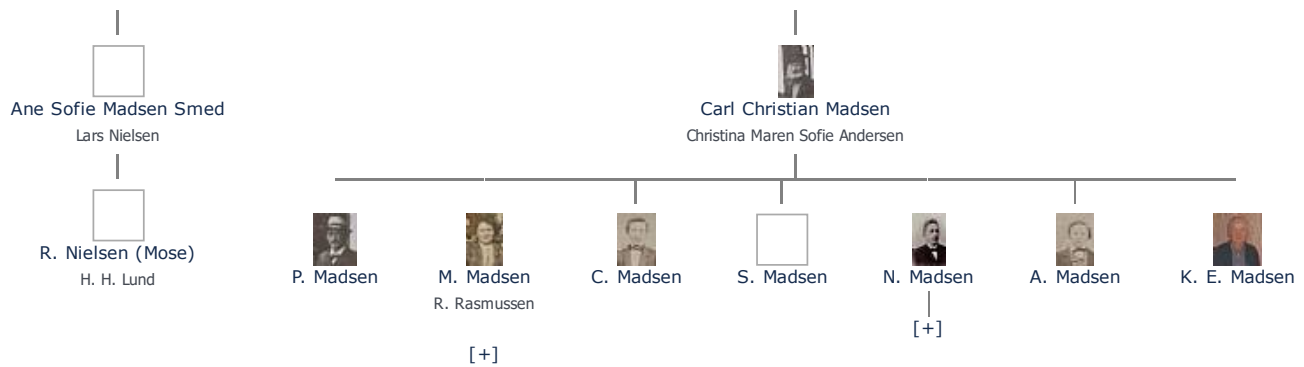 Ane Sofie Madsen Smed
Lars Nielsen
Carl Christian Madsen
Christina Maren Sofie Andersen
R. Nielsen (Mose)
H. H. Lund
P. Madsen
M. Madsen
R. Rasmussen
[+]
C. Madsen
S. Madsen
N. Madsen
[+]
A. Madsen
K. E. Madsen